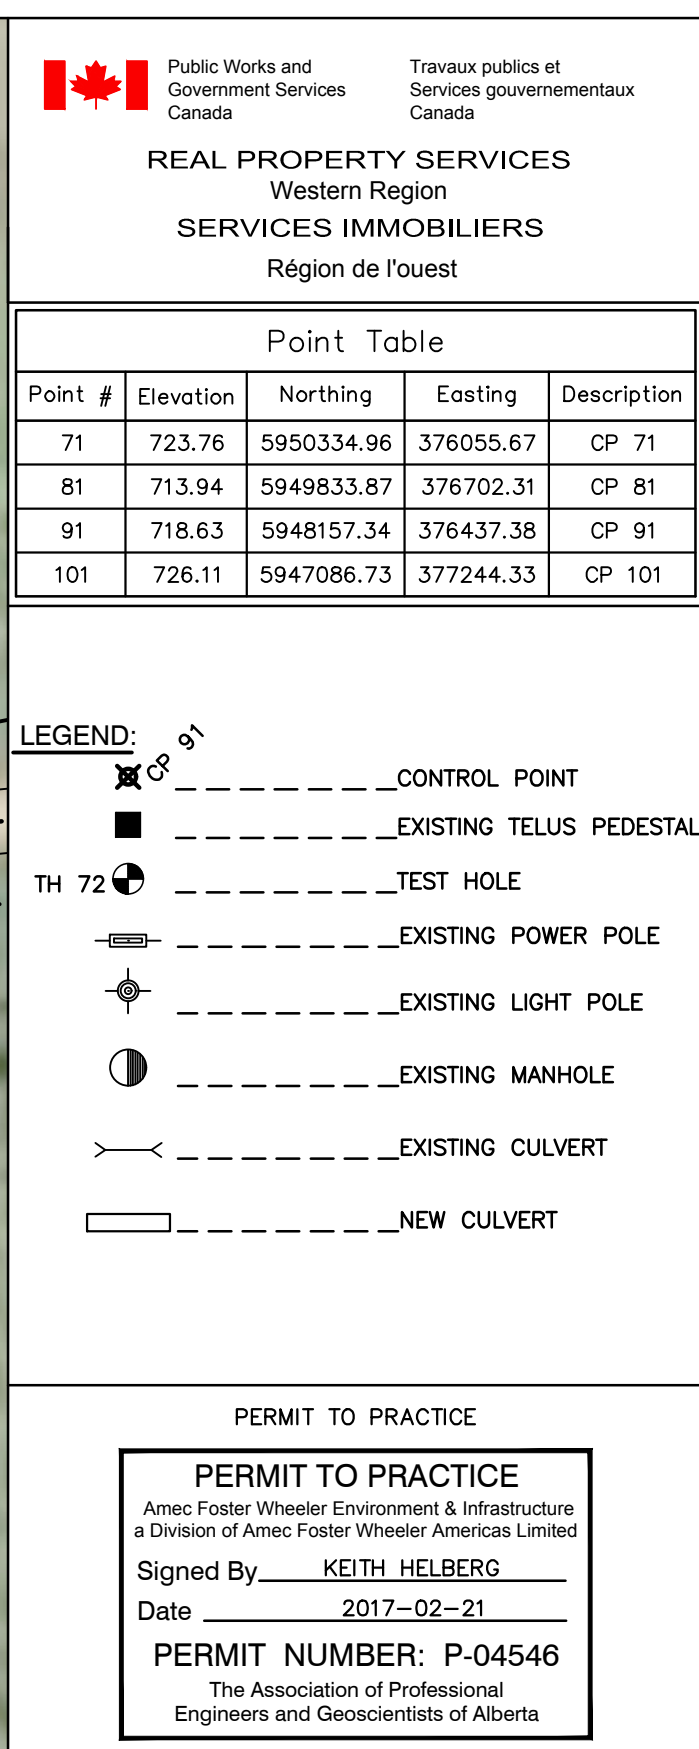 Public Works and
Government Services
Canada
Travaux publics et
Services gouvernementaux
Canada
REAL PROPERTY SERVICES
Western Region
SERVICES IMMOBILIERS
Région de l'ouest
Point Table
Point # Elevation Northing Easting Description
71 723.76 5950334.96 376055.67 CP 71
81 713.94 5949833.87 376702.31 CP 81
91 718.63 5948157.34 376437.38 CP 91
101 726.11 5947086.73 377244.33 CP 101
LEGEND:
CP 91 CONTROL POINT
EXISTING TELUS PEDESTAL
TH 72 TEST HOLE
EXISTING POWER POLE
EXISTING LIGHT POLE
EXISTING MANHOLE
EXISTING CULVERT
NEW CULVERT
PERMIT TO PRACTICE
PERMIT TO PRACTICE
Amec Foster Wheeler Environment & Infrastructure
a Division of Amec Foster Wheeler Americas Limited
Signed By KEITH HELBERG
Date 2017-02-21
PERMIT NUMBER: P-04546
The Association of Professional
Engineers and Geoscientists of Alberta